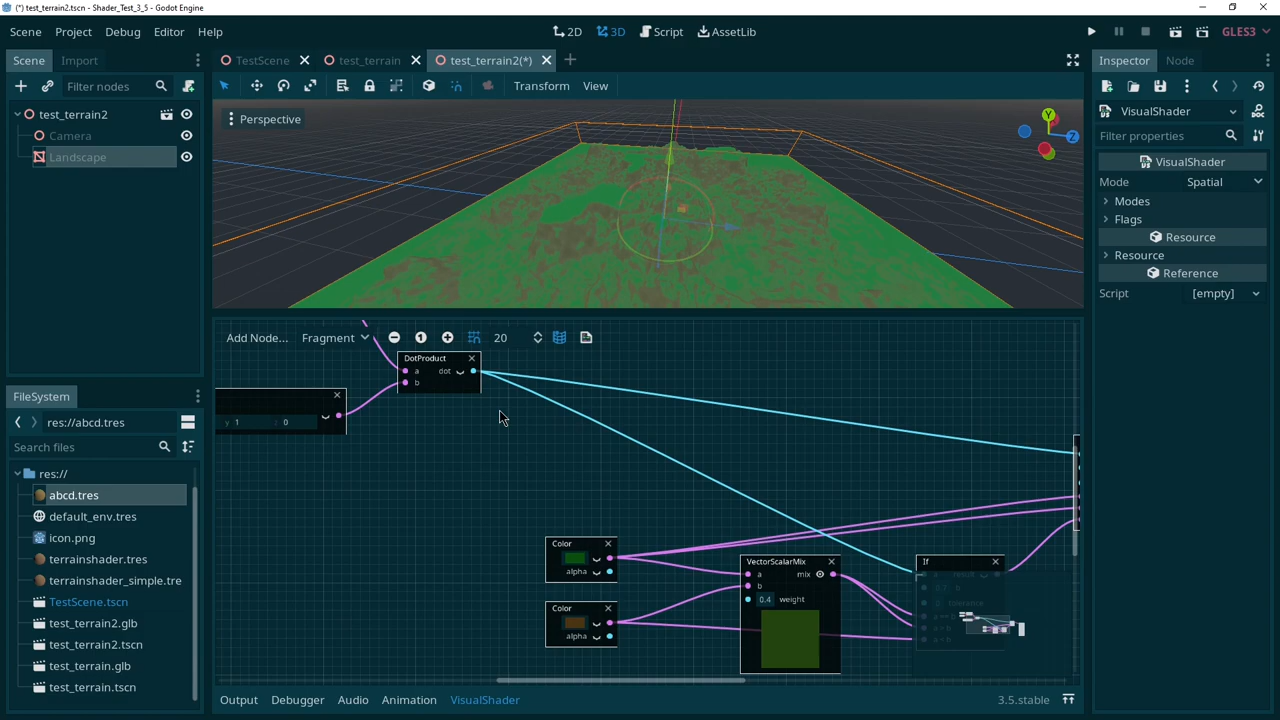 (*) test_terrain2.tscn - Shader_Test_3_5 - Godot Engine
Scene Project Debug Editor Help
2D 3D Script AssetLib
GLES3
Scene Import
TestScene test_terrain test_terrain2(*)
Inspector Node
Filter nodes
Transform View
test_terrain2
Camera
Landscape
Perspective
Y
Z
VisualShader
Filter properties
VisualShader
Mode Spatial
Modes
Flags
Resource
Resource
Reference
Script [empty]
Add Node... Fragment 1 20
DotProduct
a dot
b
y 1 : 0
Color
alpha
Color
alpha
VectorScalarMix
a mix
b
0.4 weight
If
FileSystem
res://abcd.tres
Search files
res://
abcd.tres
default_env.tres
icon.png
terrainshader.tres
terrainshader_simple.tre
TestScene.tscn
test_terrain2.glb
test_terrain2.tscn
test_terrain.glb
test_terrain.tscn
Output Debugger Audio Animation VisualShader
3.5.stable